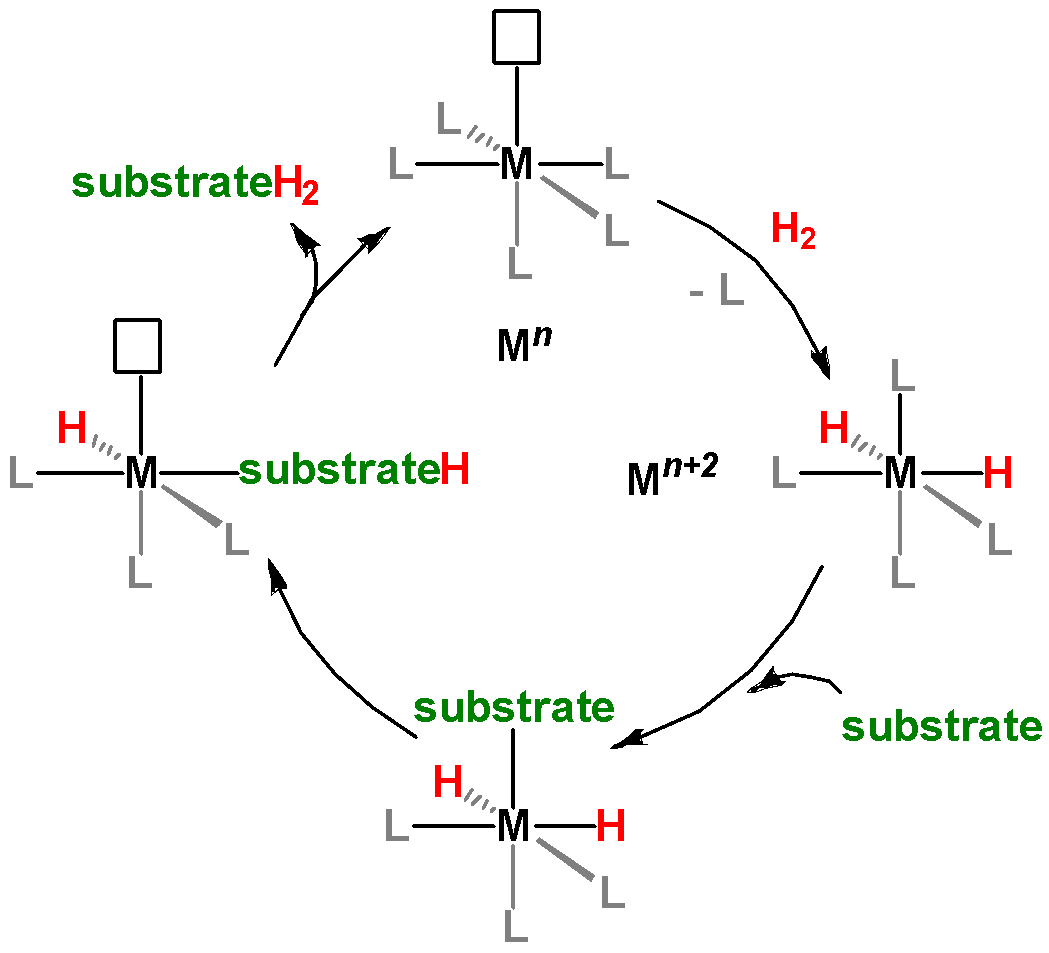 L
L M L
L
L
substrateH2
H2
- L
Mn
L
H
L M H
L
L
Mn+2
H
L M substrateH
L
L
substrate
substrate
H
L M H
L
L